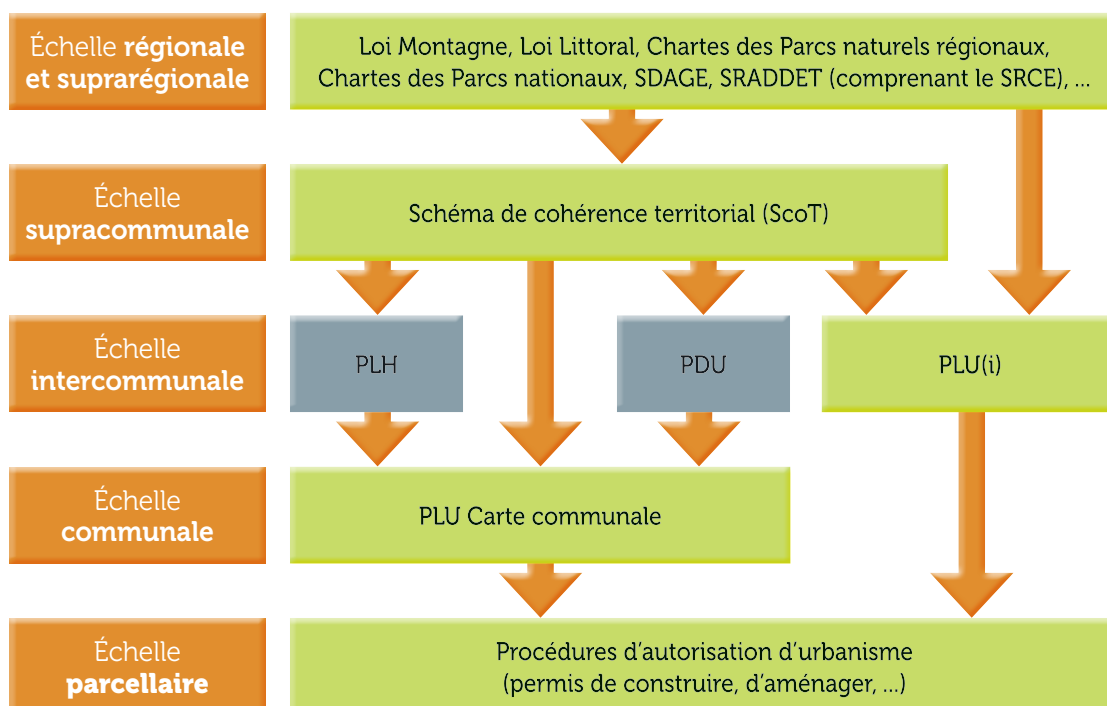 Échelle régionale
et suprarégionale
Loi Montagne, Loi Littoral, Chartes des Parcs naturels régionaux,
Chartes des Parcs nationaux, SDAGE, SRADDET (comprenant le SRCE), ...
Échelle
supracommunale
Schéma de cohérence territorial (ScoT)
Échelle
intercommunale
PLH
PDU
PLU(i)
Échelle
communale
PLU Carte communale
Échelle
parcellaire
Procédures d'autorisation d'urbanisme
(permis de construire, d'aménager, ...)